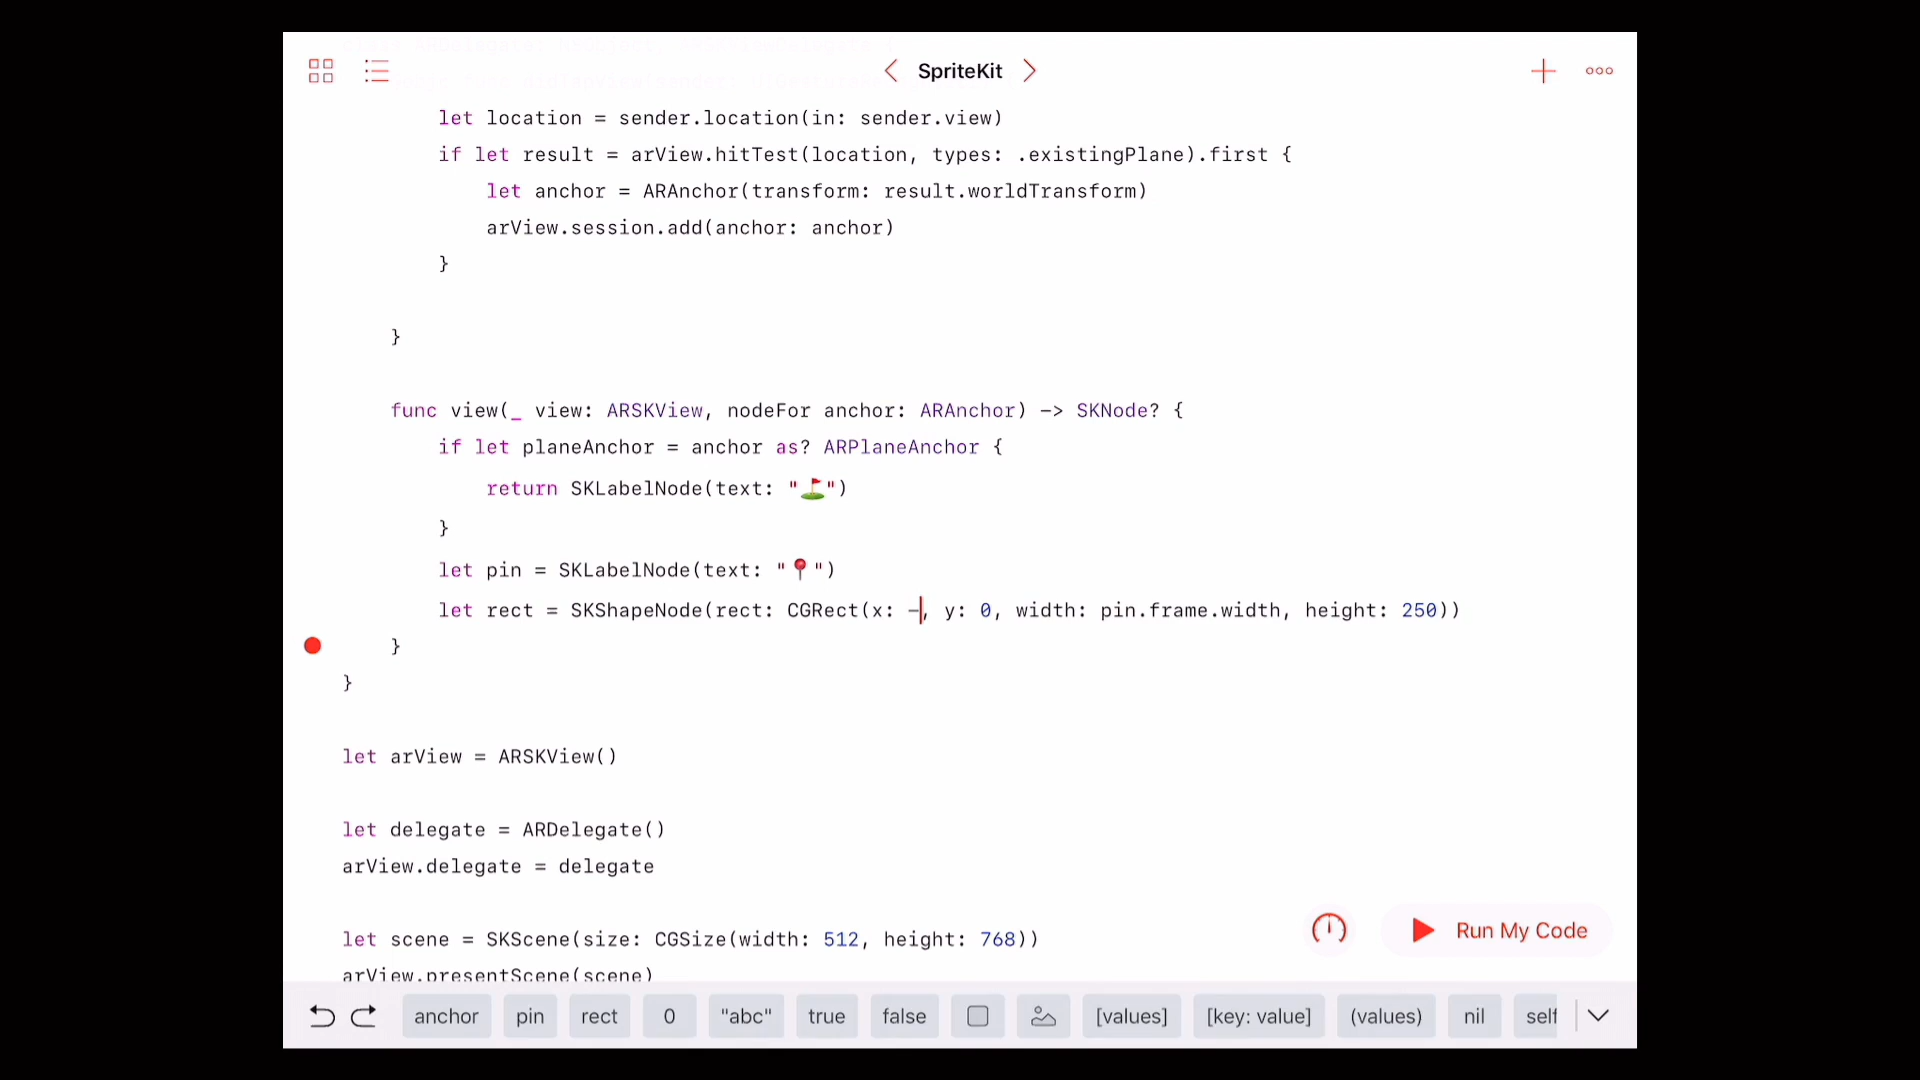 SpriteKit
let location = sender.location(in: sender.view)
if let result = arView.hitTest(location, types: .existingPlane).first {
let anchor = ARAnchor(transform: result.worldTransform)
arView.session.add(anchor: anchor)
}
}
func view(_ view: ARSKView, nodeFor anchor: ARAnchor) -> SKNode? {
if let planeAnchor = anchor as? ARPlaneAnchor {
return SKLabelNode(text: "⛳")
}
let pin = SKLabelNode(text: "📍")
let rect = SKShapeNode(rect: CGRect(x: -, y: 0, width: pin.frame.width, height: 250))
}
}
let arView = ARSKView()
let delegate = ARDelegate()
arView.delegate = delegate
let scene = SKScene(size: CGSize(width: 512, height: 768))
arView.presentScene(scene)
Run My Code
anchor pin rect 0 "abc" true false [values] [key: value] (values) nil self